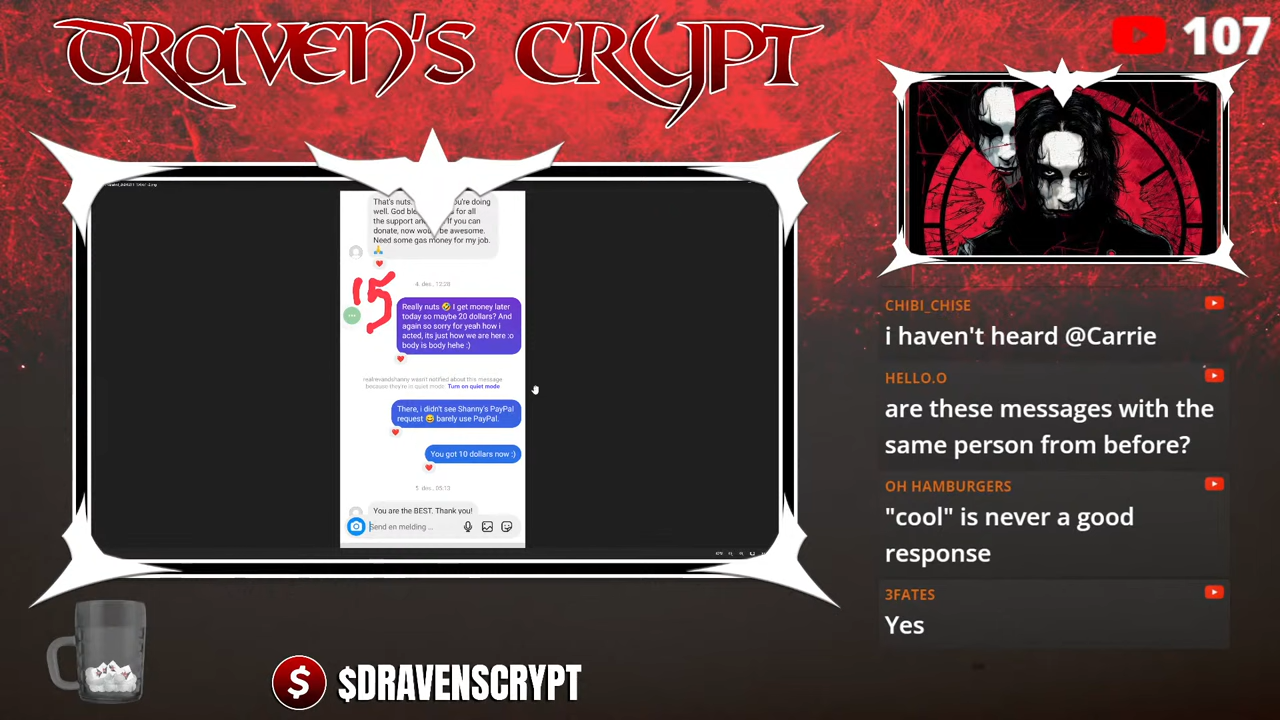 DRAVEN'S CRYPT
107
That's nuts.
you're doing
well. God
for all
the support
If you can
donate, now
be awesome.
Need some gas money for my job.
🙏
4. des., 12:28
15
Really nuts 🤣 I get money later
today so maybe 20 dollars? And
again so sorry for yeah how i
acted, its just how we are here :o
body is body hehe :)
realrevandshanny wasn't notified about this message
because they're in quiet mode. Turn on quiet mode
There, i didn't see Shanny's PayPal
request 😅 barely use PayPal.
You got 10 dollars now :)
5. des., 05:13
You are the BEST. Thank you!
Send en melding ...
CHIBI_CHISE
i haven't heard @Carrie
HELLO.O
are these messages with the
same person from before?
OH HAMBURGERS
"cool" is never a good
response
3FATES
Yes
$ $DRAVENSCRYPT